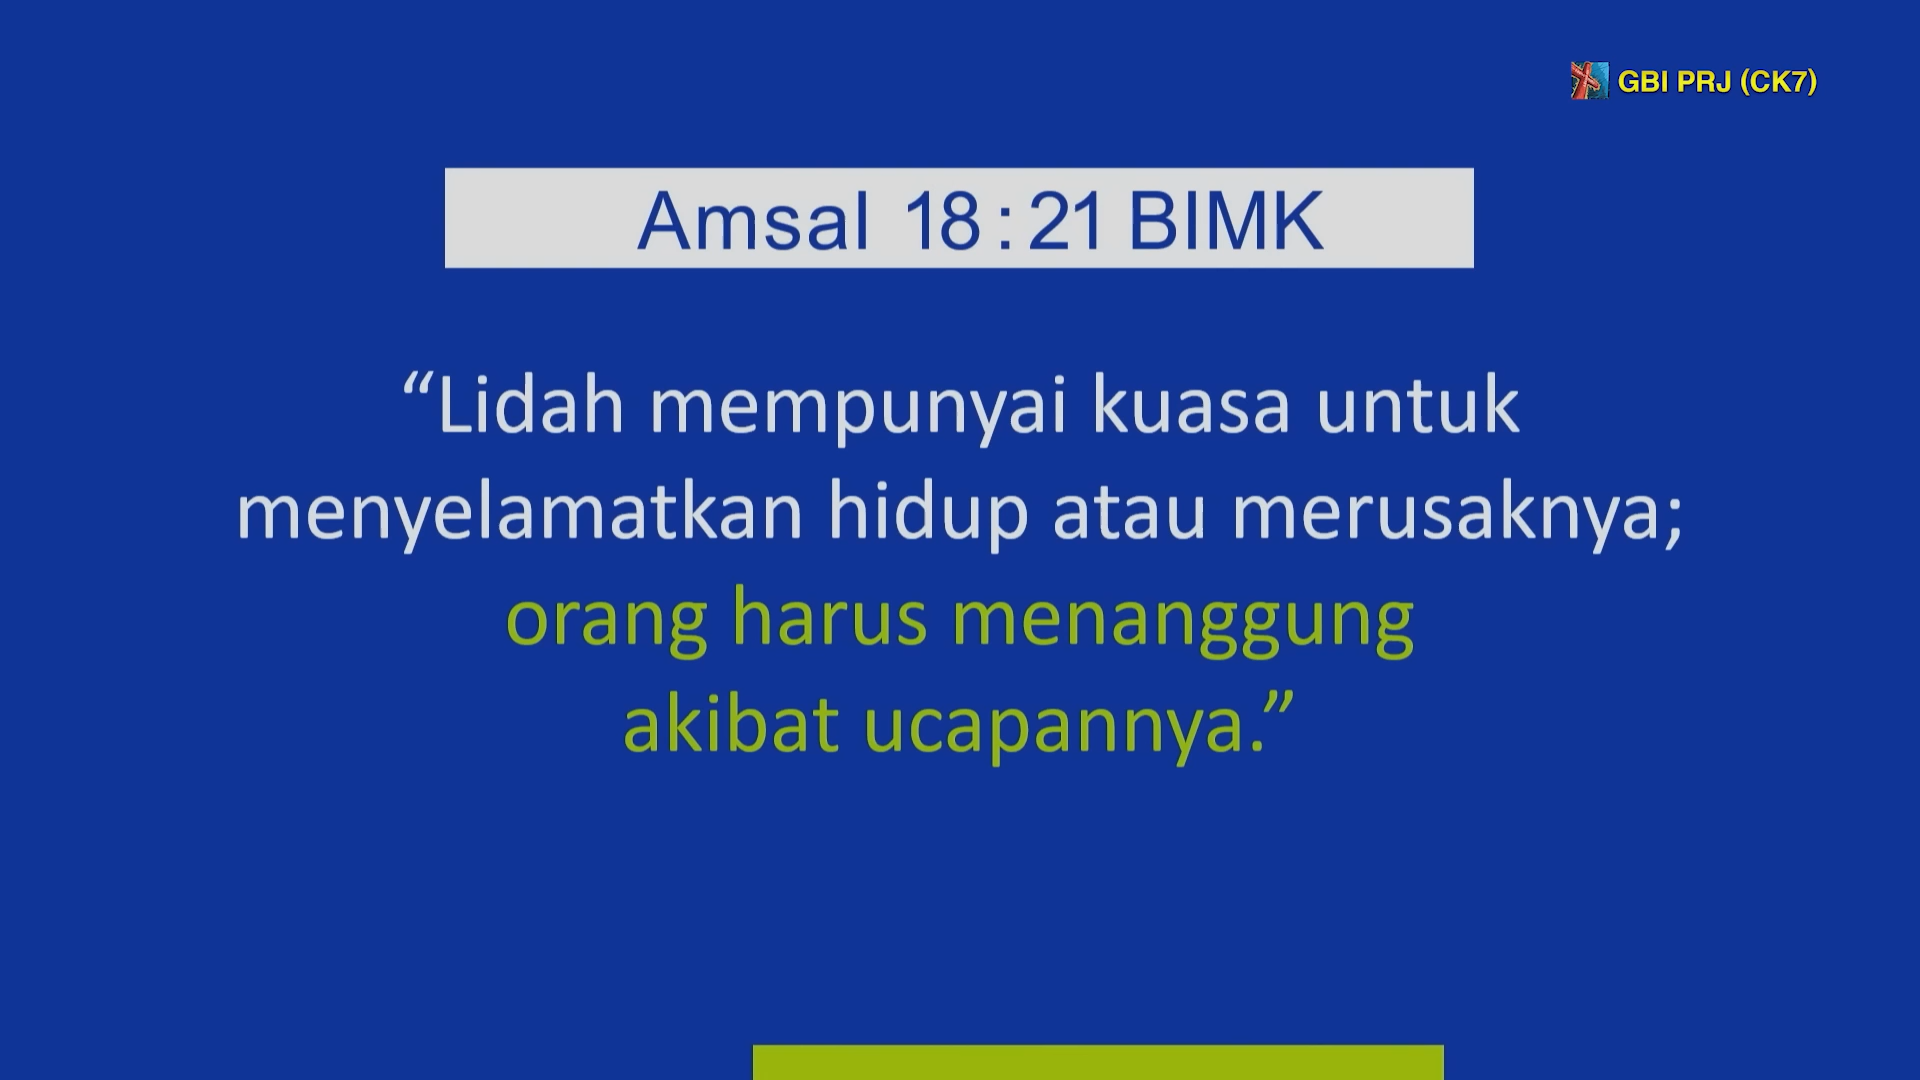 GBI PRJ (CK7)
Amsal 18:21 BIMK
“Lidah mempunyai kuasa untuk
menyelamatkan hidup atau merusaknya;
orang harus menanggung
akibat ucapannya.”